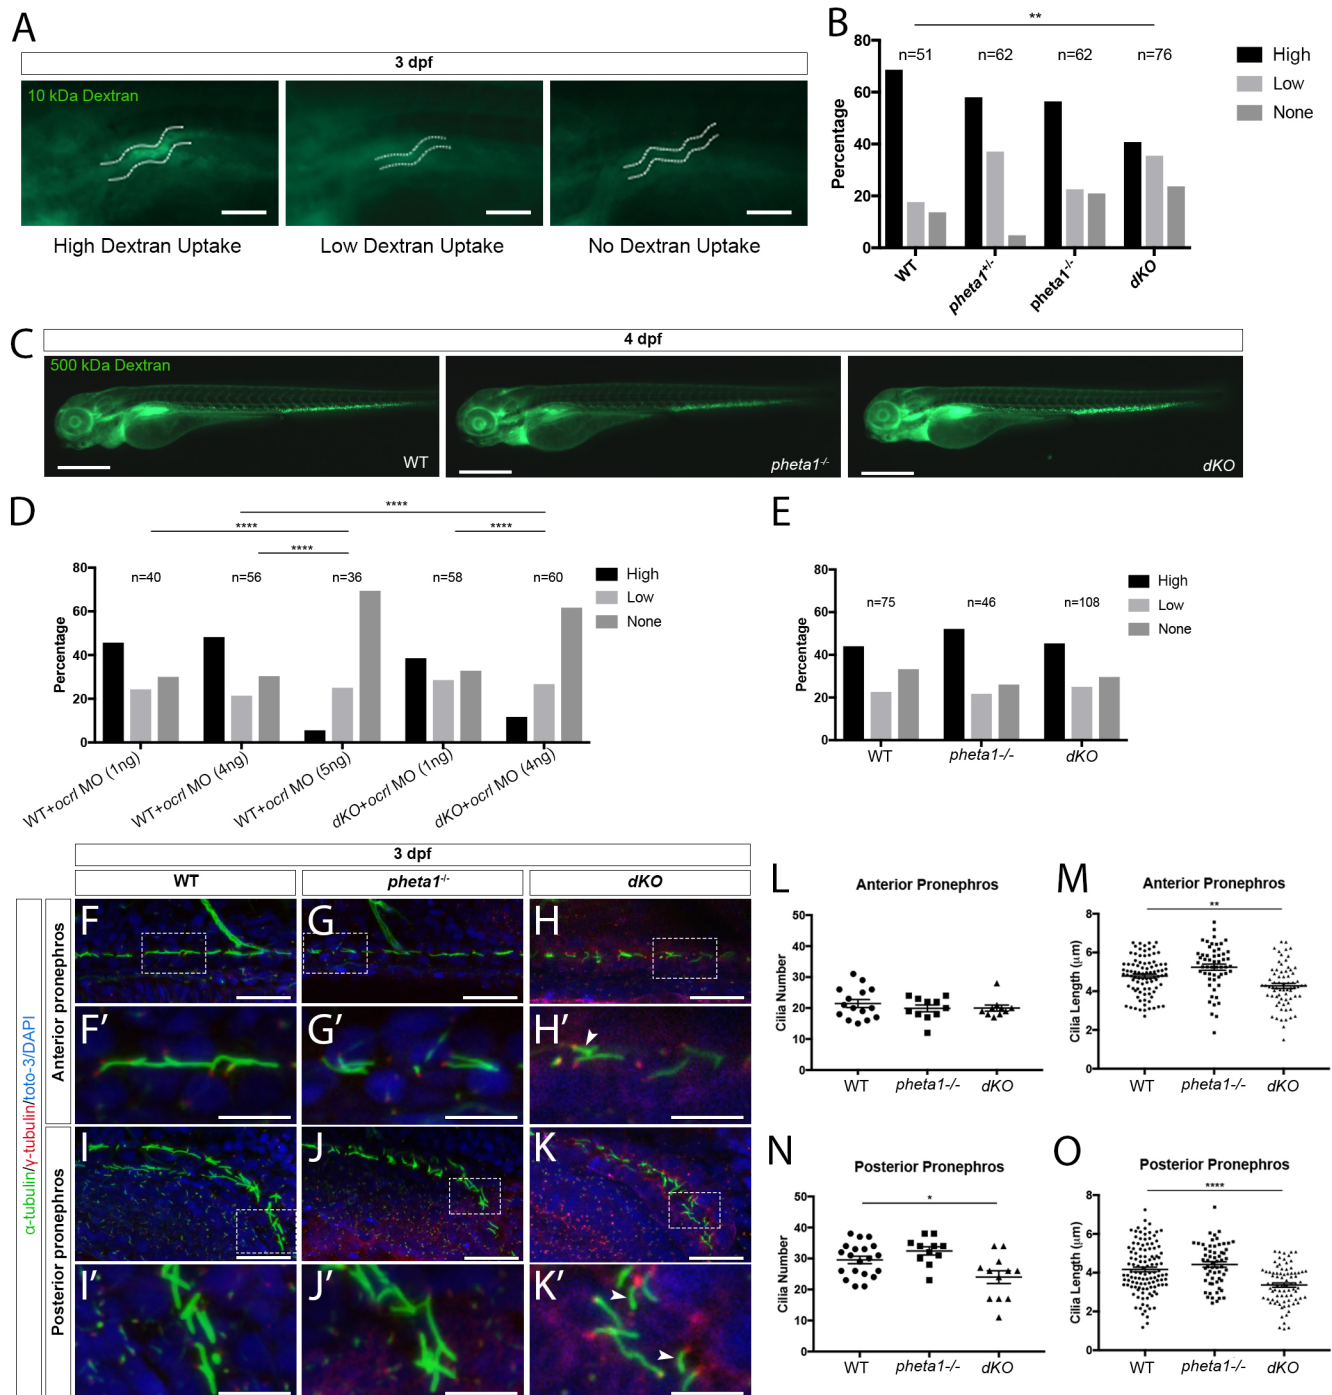 A
3 dpf
10 kDa Dextran
High Dextran Uptake
Low Dextran Uptake
No Dextran Uptake
B
**
80
60
40
20
0
Percentage
n=51
n=62
n=62
n=76
High
Low
None
WT
pheta1+/-
pheta1-/-
dKO
C
4 dpf
500 kDa Dextran
WT
pheta1-/-
dKO
D
****
****
****
****
80
60
40
20
0
Percentage
n=40
n=56
n=36
n=58
n=60
High
Low
None
WT+ocrl MO (1ng)
WT+ocrl MO (4ng)
WT+ocrl MO (5ng)
dKO+ocrl MO (1ng)
dKO+ocrl MO (4ng)
E
80
60
40
20
0
Percentage
n=75
n=46
n=108
High
Low
None
WT
pheta1-/-
dKO
3 dpf
WT
pheta1-/-
dKO
α-tubulin/γ-tubulin/toto-3/DAPI
Anterior pronephros
Posterior pronephros
F
G
H
F'
G'
H'
I
J
K
I'
J'
K'
L
Anterior Pronephros
50
40
30
20
10
0
Cilia Number
WT
pheta1-/-
dKO
M
Anterior Pronephros
**
8
6
4
2
0
Cilia Length (μm)
WT
pheta1-/-
dKO
N
Posterior Pronephros
*
50
40
30
20
10
0
Cilia Number
WT
pheta1-/-
dKO
O
Posterior Pronephros
****
8
6
4
2
0
Cilia Length (μm)
WT
pheta1-/-
dKO